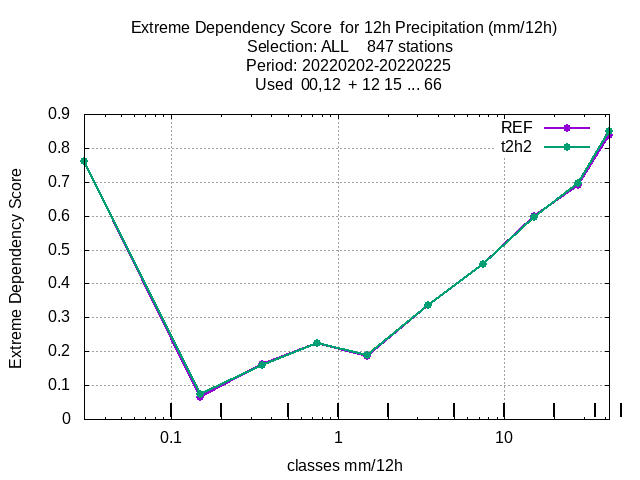 Extreme Dependency Score  for 12h Precipitation (mm/12h)
Selection: ALL    847 stations
Period: 20220202-20220225
Used  00,12  + 12 15 ... 66
REF
t2h2
Extreme Dependency Score
0.9
0.8
0.7
0.6
0.5
0.4
0.3
0.2
0.1
0
0.1
1
10
classes mm/12h